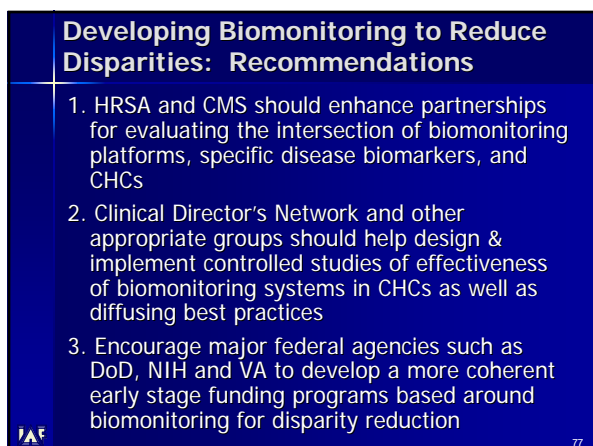 Developing Biomonitoring to Reduce
Disparities: Recommendations
1. HRSA and CMS should enhance partnerships
for evaluating the intersection of biomonitoring
platforms, specific disease biomarkers, and
CHCs
2. Clinical Director's Network and other
appropriate groups should help design &
implement controlled studies of effectiveness
of biomonitoring systems in CHCs as well as
diffusing best practices
3. Encourage major federal agencies such as
DoD, NIH and VA to develop a more coherent
early stage funding programs based around
biomonitoring for disparity reduction
IAF
77